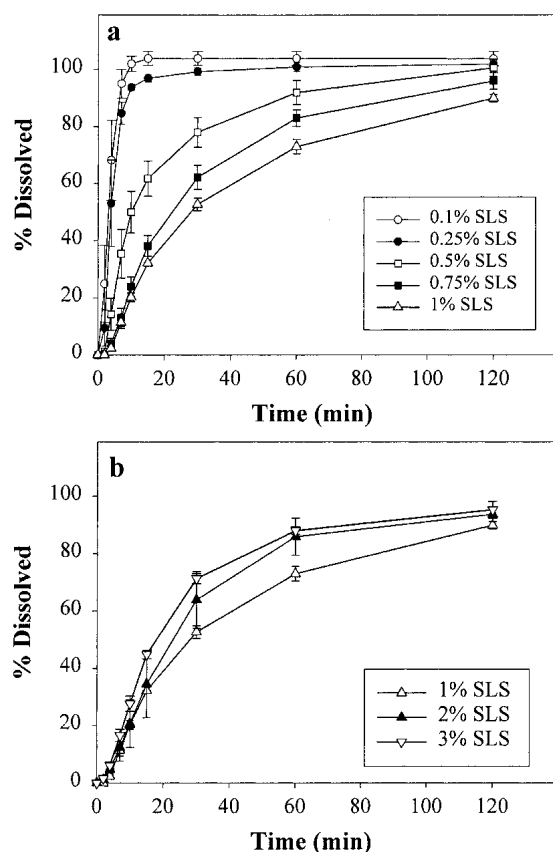 a
% Dissolved
100
80
60
40
20
0
0 20 40 60 80 100 120
Time (min)
0.1% SLS
0.25% SLS
0.5% SLS
0.75% SLS
1% SLS
b
% Dissolved
100
80
60
40
20
0
0 20 40 60 80 100 120
Time (min)
1% SLS
2% SLS
3% SLS